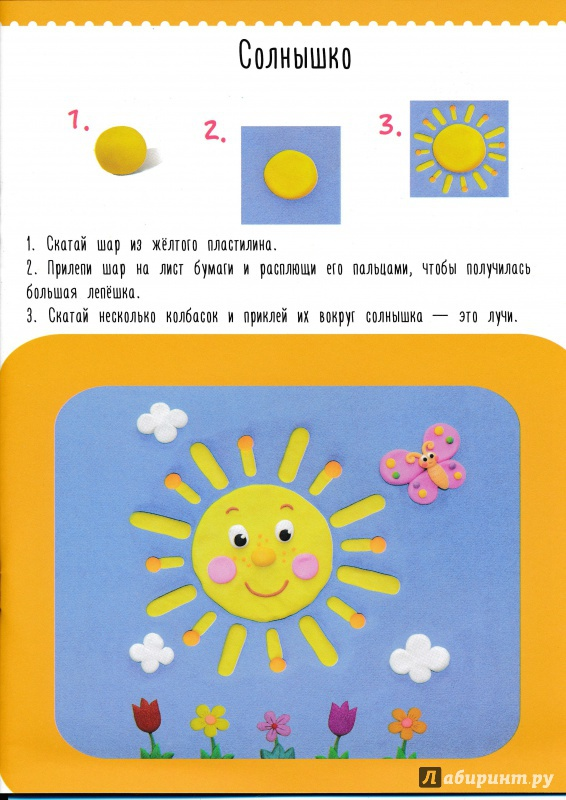 Солнышко
1.
2.
3.
1. Скатай шар из жёлтого пластилина.
2. Прилепи шар на лист бумаги и расплющи его пальцами, чтобы получилась
большая лепёшка.
3. Скатай несколько колбасок и приклей их вокруг солнышка — это лучи.
Лабиринт.ру